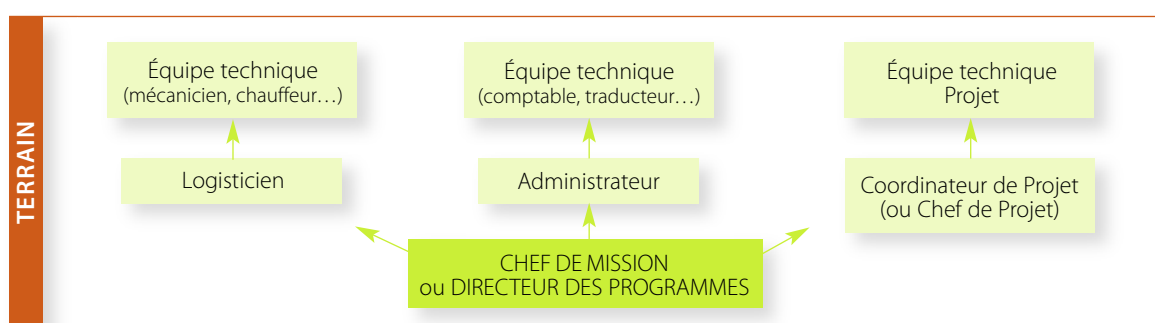 TERRAIN
Équipe technique
(mécanicien, chauffeur…)
Équipe technique
(comptable, traducteur…)
Équipe technique
Projet
Logisticien
Administrateur
Coordinateur de Projet
(ou Chef de Projet)
CHEF DE MISSION
ou DIRECTEUR DES PROGRAMMES